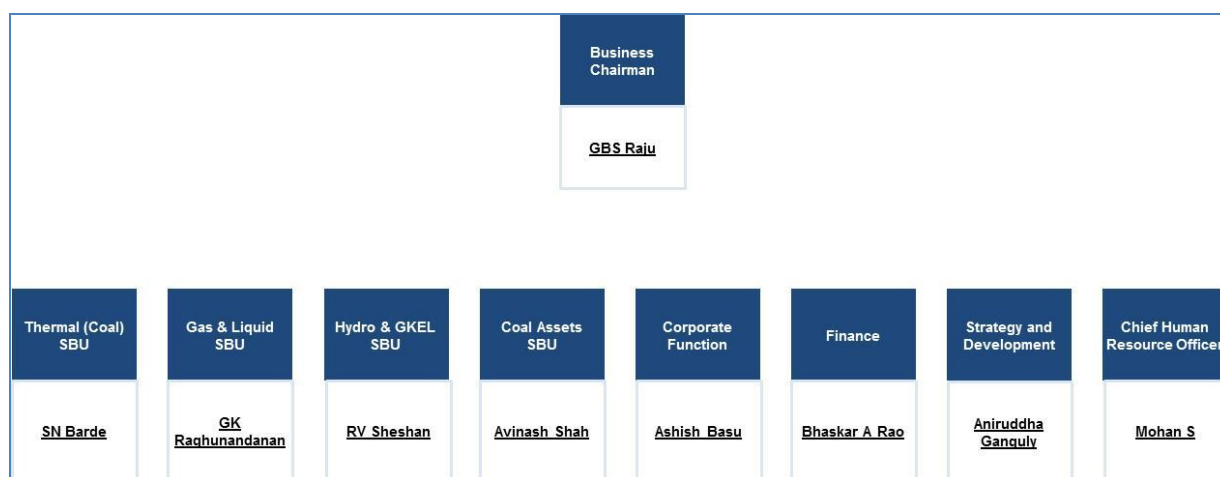 Business
Chairman
GBS Raju
Thermal (Coal)
SBU
Gas & Liquid
SBU
Hydro & GKEL
SBU
Coal Assets
SBU
Corporate
Function
Finance
Strategy and
Development
Chief Human
Resource Officer
SN Barde
GK
Raghunandanan
RV Sheshan
Avinash Shah
Ashish Basu
Bhaskar A Rao
Aniruddha
Ganguly
Mohan S